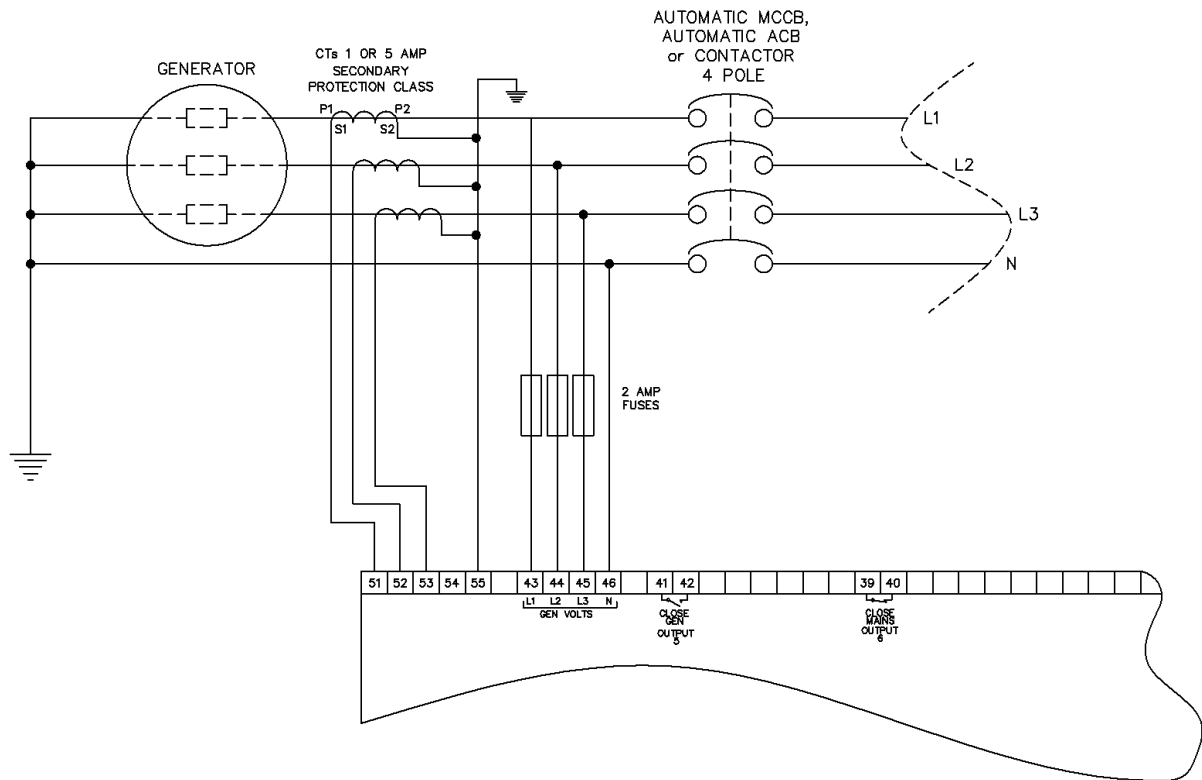 AUTOMATIC MCCB,
AUTOMATIC ACB
or CONTACTOR
4 POLE
CTs 1 OR 5 AMP
SECONDARY
PROTECTION CLASS
GENERATOR
P1 P2
S1 S2
L1
L2
L3
N
2 AMP
FUSES
51 52 53 54 55 43 44 45 46 41 42 39 40
L1 L2 L3 N
GEN VOLTS
CLOSE
GEN
OUTPUT
5
CLOSE
MAINS
OUTPUT
6